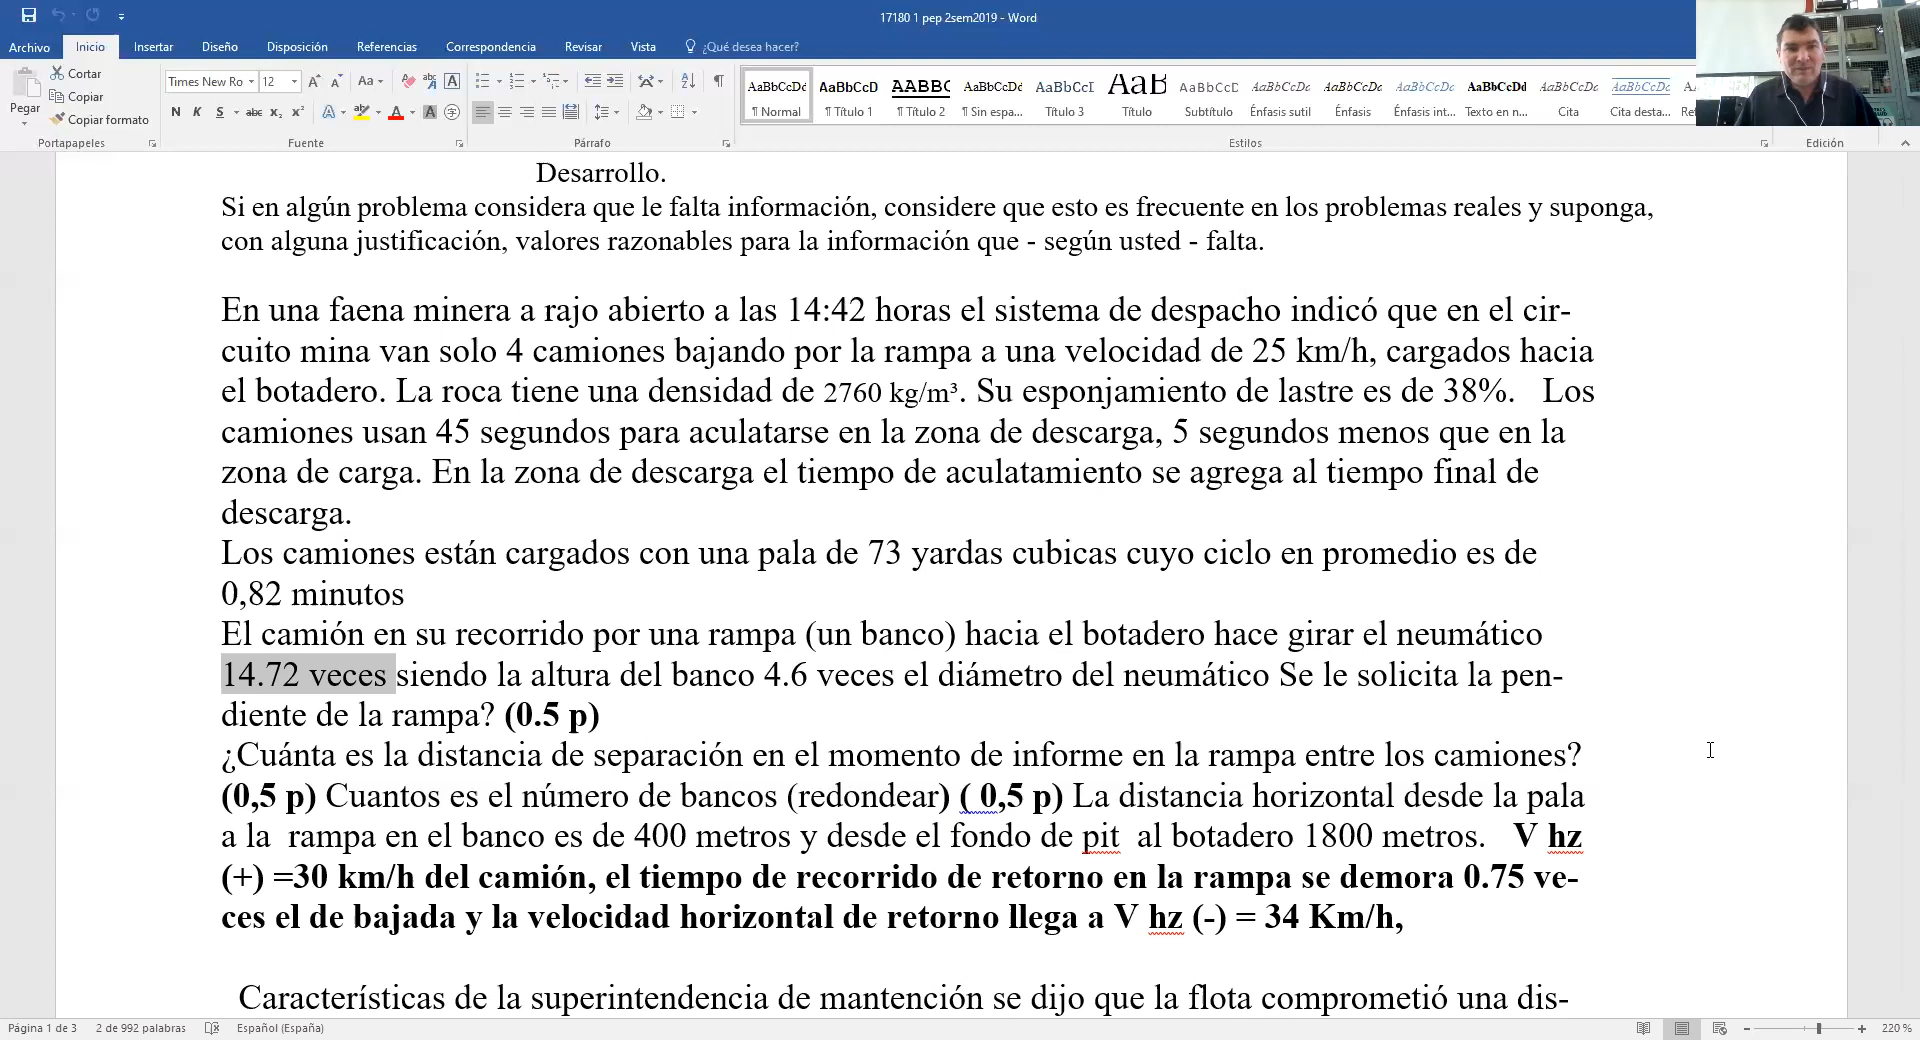 17180 1 pep 2sem2019 - Word
Archivo Inicio Insertar Diseño Disposición Referencias Correspondencia Revisar Vista ¿Qué desea hacer?
Pegar
Cortar
Copiar
Copiar formato
Times New Ro 12 Aa
N K S abc x₂ x²
AaBbCcDc AaBbCcD AABBC AaBbCcDd AaBbCcI AaB AaBbCcD AaBbCcDc AaBbCcDc AaBbCcDc AaBbCcDd AaBbCcDc AaBbCcDc
¶ Normal ¶ Título 1 ¶ Título 2 ¶ Sin espa... Título 3 Título Subtítulo Énfasis sutil Énfasis Énfasis int... Texto en n... Cita Cita desta...
Portapapeles Fuente Párrafo Estilos Edición
Desarrollo.
Si en algún problema considera que le falta información, considere que esto es frecuente en los problemas reales y suponga,
con alguna justificación, valores razonables para la información que - según usted - falta.
En una faena minera a rajo abierto a las 14:42 horas el sistema de despacho indicó que en el cir-
cuito mina van solo 4 camiones bajando por la rampa a una velocidad de 25 km/h, cargados hacia
el botadero. La roca tiene una densidad de 2760 kg/m³. Su esponjamiento de lastre es de 38%. Los
camiones usan 45 segundos para aculatarse en la zona de descarga, 5 segundos menos que en la
zona de carga. En la zona de descarga el tiempo de aculatamiento se agrega al tiempo final de
descarga.
Los camiones están cargados con una pala de 73 yardas cubicas cuyo ciclo en promedio es de
0,82 minutos
El camión en su recorrido por una rampa (un banco) hacia el botadero hace girar el neumático
14.72 veces siendo la altura del banco 4.6 veces el diámetro del neumático Se le solicita la pen-
diente de la rampa? (0.5 p)
¿Cuánta es la distancia de separación en el momento de informe en la rampa entre los camiones?
(0,5 p) Cuantos es el número de bancos (redondear) ( 0,5 p) La distancia horizontal desde la pala
a la rampa en el banco es de 400 metros y desde el fondo de pit al botadero 1800 metros. V hz
(+) =30 km/h del camión, el tiempo de recorrido de retorno en la rampa se demora 0.75 ve-
ces el de bajada y la velocidad horizontal de retorno llega a V hz (-) = 34 Km/h,
Características de la superintendencia de mantención se dijo que la flota comprometió una dis-
Página 1 de 3 2 de 992 palabras Español (España) 220 %